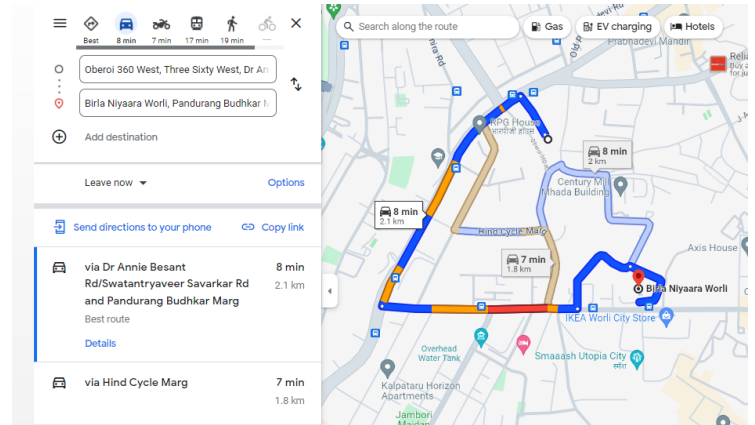 Best
8 min
7 min
17 min
19 min
Oberoi 360 West, Three Sixty West, Dr An
Birla Niyaara Worli, Pandurang Budhkar M
Add destination
Leave now
Options
Send directions to your phone
Copy link
via Dr Annie Besant
Rd/Swatantryaveer Savarkar Rd
and Pandurang Budhkar Marg
8 min
2.1 km
Best route
Details
via Hind Cycle Marg
7 min
1.8 km
Search along the route
Gas
EV charging
Hotels
Prabhadevi Mandir
RPG House
आरपीजी हाउस
8 min
2 km
Century Mill
Mhada Building
8 min
2.1 km
Hind Cycle Marg
Axis House
7 min
1.8 km
Birla Niyaara Worli
IKEA Worli City Store
Overhead
Water Tank
Smaaash Utopia City
Kalpataru Horizon
Apartments
Jambori
Maidan